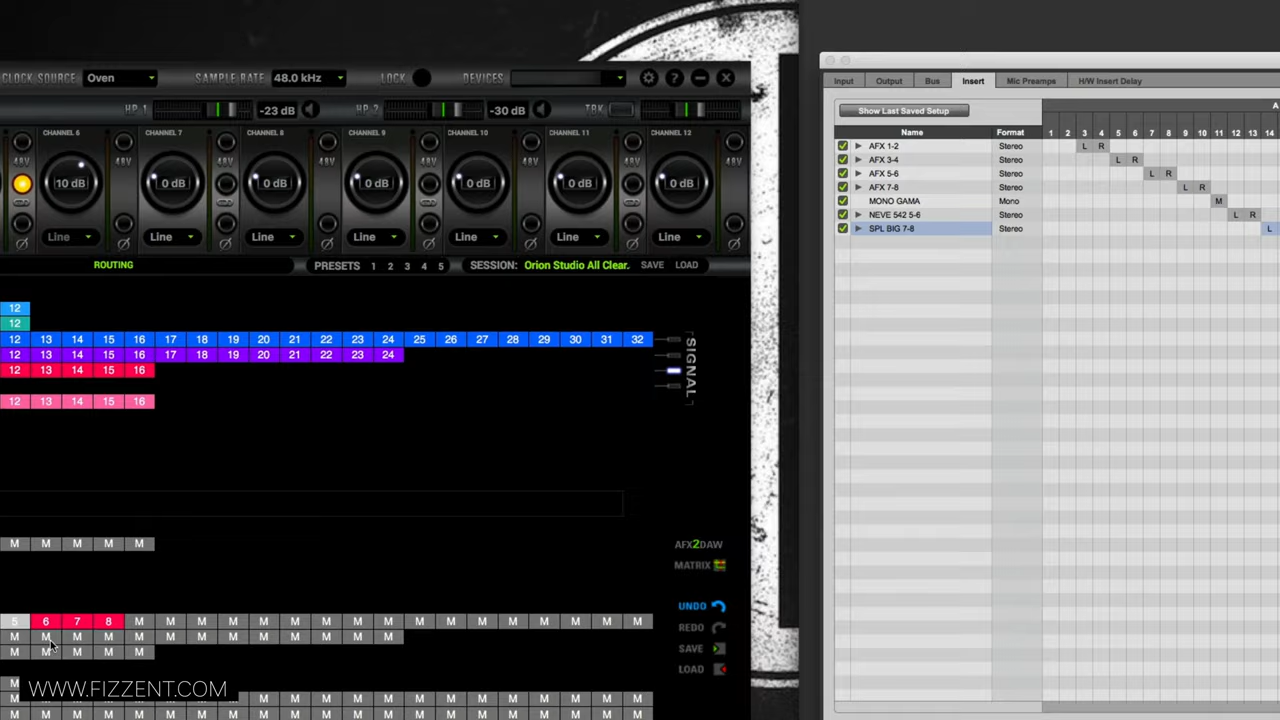 CLOCK SOURCE Oven SAMPLE RATE 48.0 kHz LOCK DEVICES
HP 1 -23 dB HP 2 -30 dB TBK
CHANNEL 6 CHANNEL 7 CHANNEL 8 CHANNEL 9 CHANNEL 10 CHANNEL 11 CHANNEL 12
48V 48V 48V 48V 48V 48V 48V 48V
10 dB 0 dB 0 dB 0 dB 0 dB 0 dB 0 dB
Line Line Line Line Line Line Line
ROUTING PRESETS 1 2 3 4 5 SESSION: Orion Studio All Clear. SAVE LOAD
12
12
12 13 14 15 16 17 18 19 20 21 22 23 24 25 26 27 28 29 30 31 32
12 13 14 15 16 17 18 19 20 21 22 23 24
12 13 14 15 16
12 13 14 15 16
SIGNAL
M M M M M
AFX2DAW
MATRIX
UNDO
REDO
SAVE
LOAD
5 6 7 8 M M M M M M M M M M M M M M M M M
M M M M M M M M M M M M M
M M M M M
M
WWW.FIZZENT.COM
M M M M M M M M M M M M M
M M M M M M M M M M M M M
Input Output Bus Insert Mic Preamps H/W Insert Delay
Show Last Saved Setup A
Name Format 1 2 3 4 5 6 7 8 9 10 11 12 13 14
AFX 1-2 Stereo L R
AFX 3-4 Stereo L R
AFX 5-6 Stereo L R
AFX 7-8 Stereo L R
MONO GAMA Mono M
NEVE 542 5-6 Stereo L R
SPL BIG 7-8 Stereo L